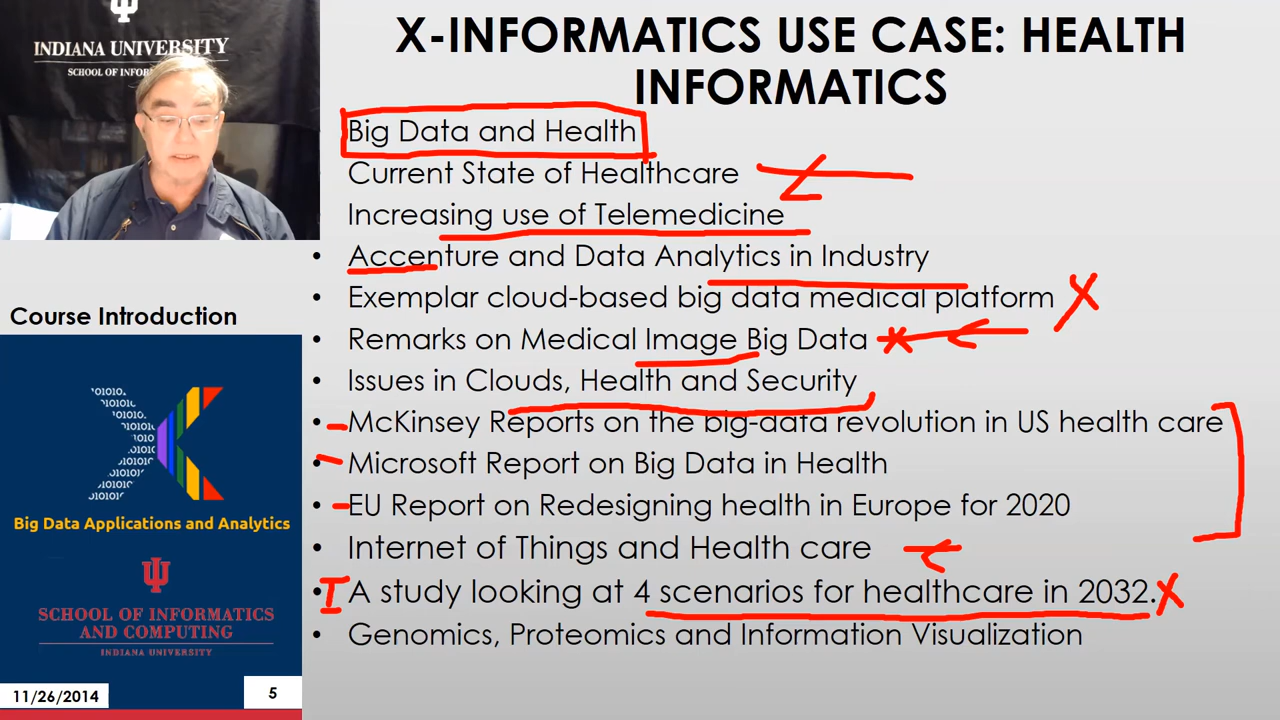 INDIANA UNIVERSITY
SCHOOL OF INFOR
X-INFORMATICS USE CASE: HEALTH
INFORMATICS
Big Data and Health
Current State of Healthcare
Increasing use of Telemedicine
• Accenture and Data Analytics in Industry
• Exemplar cloud-based big data medical platform
• Remarks on Medical Image Big Data
• Issues in Clouds, Health and Security
• McKinsey Reports on the big-data revolution in US health care
• Microsoft Report on Big Data in Health
• EU Report on Redesigning health in Europe for 2020
• Internet of Things and Health care
• A study looking at 4 scenarios for healthcare in 2032.
• Genomics, Proteomics and Information Visualization
Course Introduction
Big Data Applications and Analytics
SCHOOL OF INFORMATICS
AND COMPUTING
INDIANA UNIVERSITY
11/26/2014
5